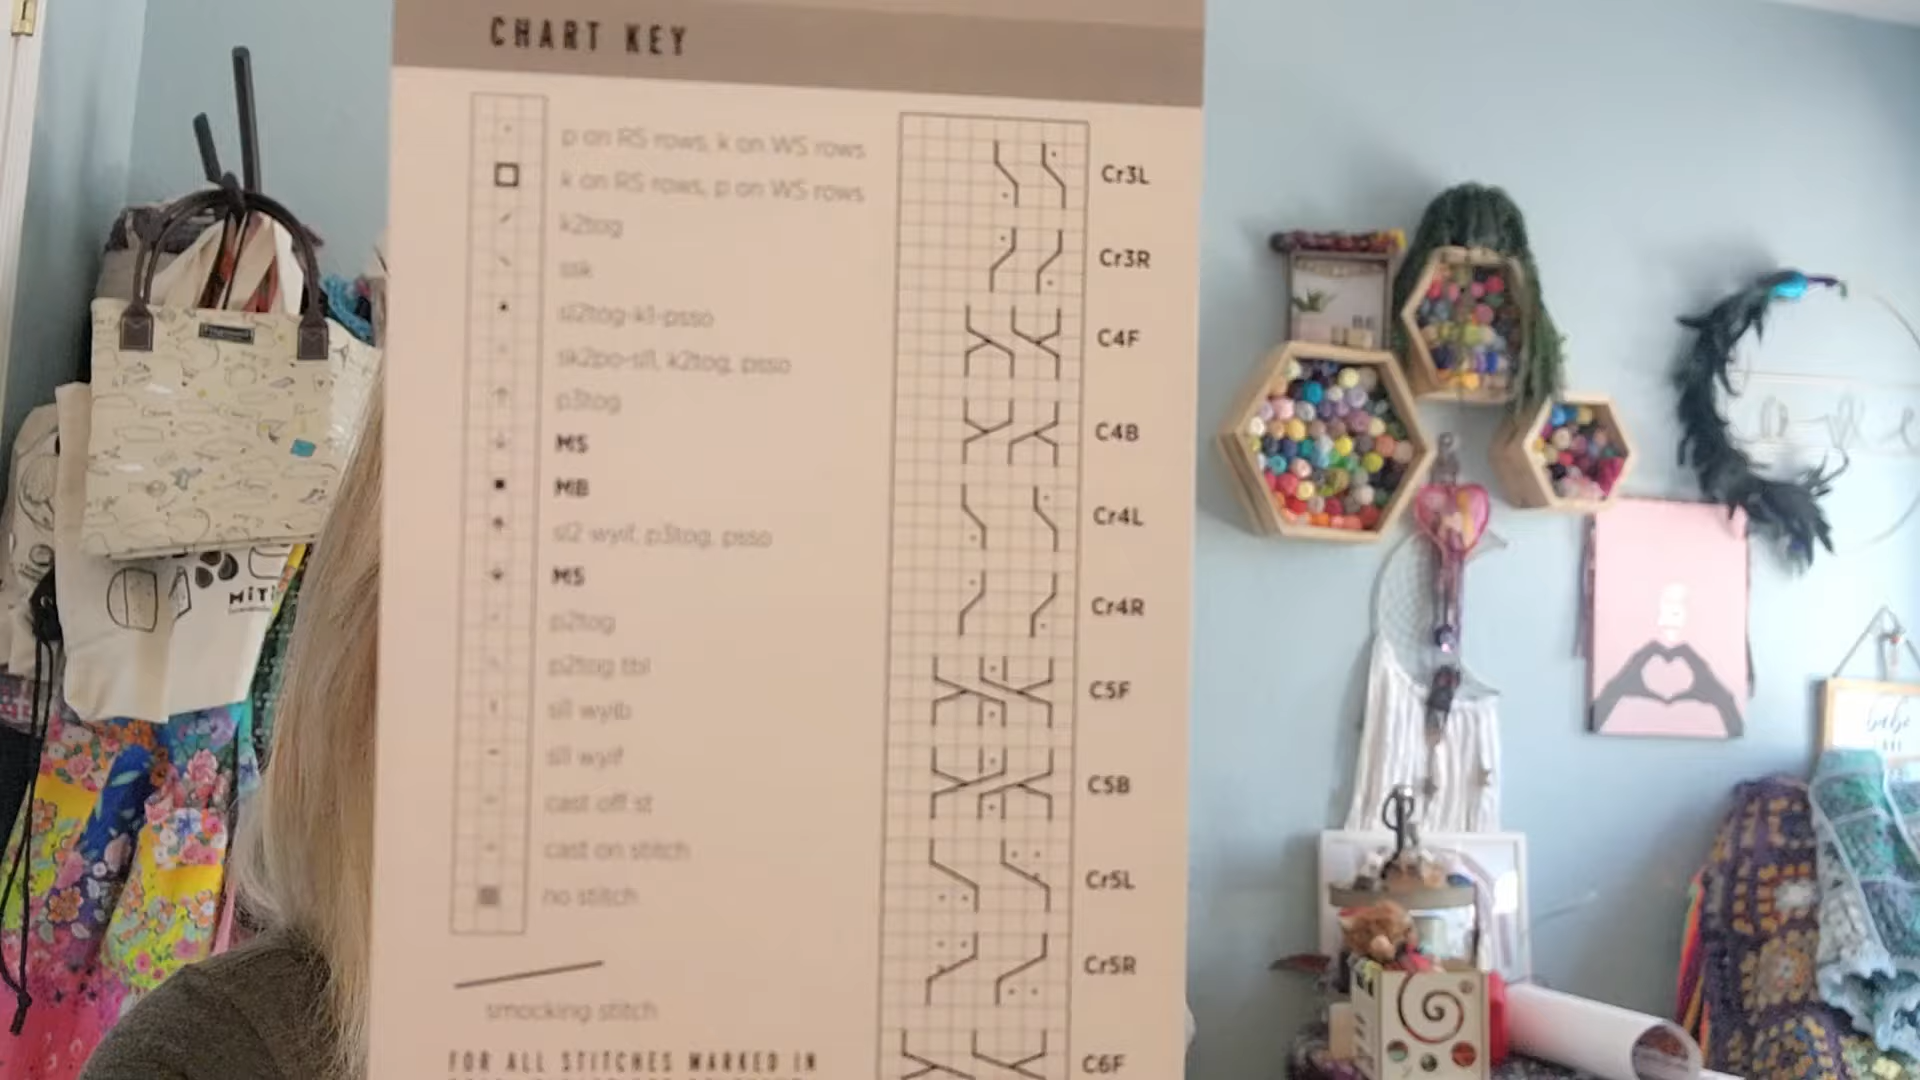 CHART KEY
p on RS rows, k on WS rows
k on RS rows, p on WS rows
k2tog
ssk
sl2tog-k1-psso
sk2po-sl1, k2tog, psso
p3tog
MS
MB
sl2 wyif, p3tog, psso
MS
p2tog
p2tog tbl
sl1 wyib
sl1 wyif
cast off st
cast on stitch
no stitch
smocking stitch
FOR ALL STITCHES MARKED IN
Cr3L
Cr3R
C4F
C4B
Cr4L
Cr4R
C5F
C5B
Cr5L
Cr5R
C6F